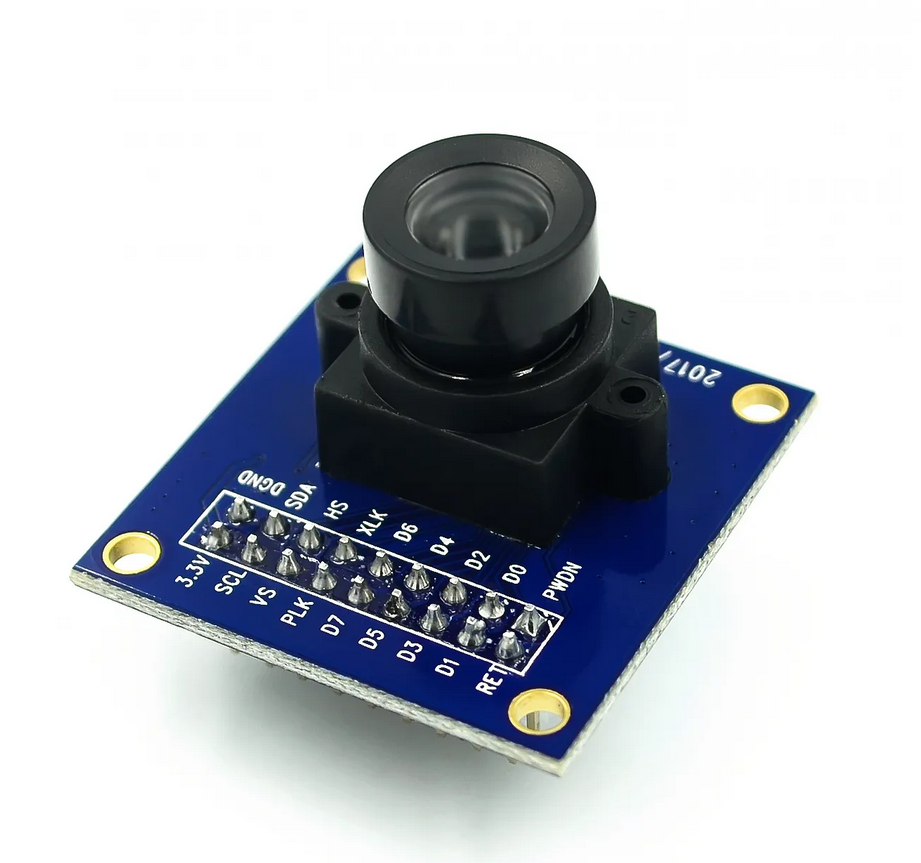 2017/
DGND
SDA
HS
XLK
D6
D4
D2
D0
PWDN
3.3V
SCL
VS
PLK
D7
D5
D3
D1
RET